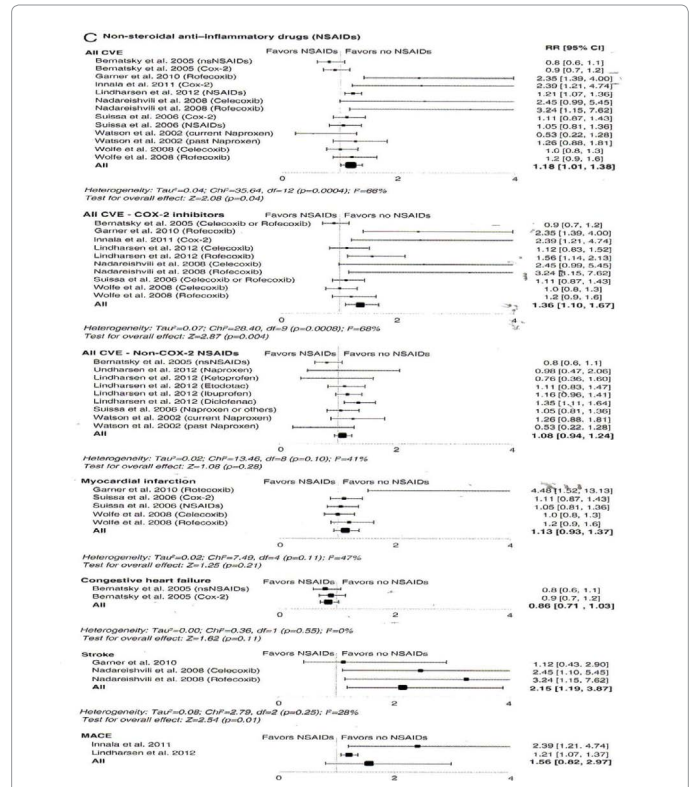 C Non-steroidal anti-inflammatory drugs (NSAIDs)
All CVE Favors NSAIDs Favors no NSAIDs RR [95% CI]
Bernatsky et al. 2005 (nsNSAIDs) 0.8 [0.6, 1.1]
Bernatsky et al. 2005 (Cox-2) 0.9 [0.7, 1.2]
Garner et al. 2010 (Rofecoxib) 2.35 [1.39, 4.00]
Innala et al. 2011 (Cox-2) 2.39 [1.21, 4.74]
Lindharsen et al. 2012 (NSAIDs) 1.21 [1.07, 1.36]
Nadareishvili et al. 2008 (Celecoxib) 2.45 [0.99, 5.45]
Nadareishvili et al. 2008 (Rofecoxib) 3.24 [1.15, 7.62]
Suissa et al. 2006 (Cox-2) 1.11 [0.87, 1.43]
Suissa et al. 2006 (NSAIDs) 1.05 [0.81, 1.36]
Watson et al. 2002 (current Naproxen) 0.53 [0.22, 1.28]
Watson et al. 2002 (past Naproxen) 1.26 [0.88, 1.81]
Wolfe et al. 2008 (Celecoxib) 1.0 [0.8, 1.3]
Wolfe et al. 2008 (Rofecoxib) 1.2 [0.9, 1.6]
All 1.18 [1.01, 1.38]
0 2 4
Heterogeneity: Tau²=0.04; Chi²=35.64, df=12 (p=0.0004); I²=66%
Test for overall effect: Z=2.08 (p=0.04)
All CVE - COX-2 inhibitors Favors NSAIDs Favors no NSAIDs
Bernatsky et al. 2005 (Celecoxib or Rofecoxib) 0.9 [0.7, 1.2]
Garner et al. 2010 (Rofecoxib) 2.35 [1.39, 4.00]
Innala et al. 2011 (Cox-2) 2.39 [1.21, 4.74]
Lindharsen et al. 2012 (Celecoxib) 1.12 [0.83, 1.52]
Lindharsen et al. 2012 (Rofecoxib) 1.56 [1.14, 2.13]
Nadareishvili et al. 2008 (Celecoxib) 2.45 [0.99, 5.45]
Nadareishvili et al. 2008 (Rofecoxib) 3.24 [1.15, 7.62]
Suissa et al. 2006 (Celecoxib or Rofecoxib) 1.11 [0.87, 1.43]
Wolfe et al. 2008 (Celecoxib) 1.0 [0.8, 1.3]
Wolfe et al. 2008 (Rofecoxib) 1.2 [0.9, 1.6]
All 1.36 [1.10, 1.67]
0 2 4
Heterogeneity: Tau²=0.07; Chi²=28.40, df=9 (p=0.0008); I²=68%
Test for overall effect: Z=2.87 (p=0.004)
All CVE - Non-COX-2 NSAIDs Favors NSAIDs Favors no NSAIDs
Bernatsky et al. 2005 (nsNSAIDs) 0.8 [0.6, 1.1]
Lindharsen et al. 2012 (Naproxen) 0.98 [0.47, 2.06]
Lindharsen et al. 2012 (Ketoprofen) 0.76 [0.36, 1.60]
Lindharsen et al. 2012 (Etodolac) 1.11 [0.83, 1.47]
Lindharsen et al. 2012 (Ibuprofen) 1.16 [0.96, 1.41]
Lindharsen et al. 2012 (Diclofenac) 1.35 [1.11, 1.64]
Suissa et al. 2006 (Naproxen or others) 1.05 [0.81, 1.36]
Watson et al. 2002 (current Naproxen) 1.26 [0.88, 1.81]
Watson et al. 2002 (past Naproxen) 0.53 [0.22, 1.28]
All 1.08 [0.94, 1.24]
0 2 4
Heterogeneity: Tau²=0.02; Chi²=13.46, df=8 (p=0.10); I²=41%
Test for overall effect: Z=1.08 (p=0.28)
Myocardial infarction Favors NSAIDs Favors no NSAIDs
Garner et al. 2010 (Rofecoxib) 4.48 [1.52, 13.13]
Suissa et al. 2006 (Cox-2) 1.11 [0.87, 1.43]
Suissa et al. 2006 (NSAIDs) 1.05 [0.81, 1.36]
Wolfe et al. 2008 (Celecoxib) 1.0 [0.8, 1.3]
Wolfe et al. 2008 (Rofecoxib) 1.2 [0.9, 1.6]
All 1.13 [0.93, 1.37]
0 2 4
Heterogeneity: Tau²=0.02; Chi²=7.49, df=4 (p=0.11); I²=47%
Test for overall effect: Z=1.25 (p=0.21)
Congestive heart failure Favors NSAIDs Favors no NSAIDs
Bernatsky et al. 2005 (nsNSAIDs) 0.8 [0.6, 1.1]
Bernatsky et al. 2005 (Cox-2) 0.9 [0.7, 1.2]
All 0.86 [0.71 , 1.03]
0 2 4
Heterogeneity: Tau²=0.00; Chi²=0.36, df=1 (p=0.55); I²=0%
Test for overall effect: Z=1.62 (p=0.11)
Stroke Favors NSAIDs Favors no NSAIDs
Garner et al. 2010 1.12 [0.43, 2.90]
Nadareishvili et al. 2008 (Celecoxib) 2.45 [1.10, 5.45]
Nadareishvili et al. 2008 (Rofecoxib) 3.24 [1.15, 7.62]
All 2.15 [1.19, 3.87]
0 2 4
Heterogeneity: Tau²=0.08; Chi²=2.79, df=2 (p=0.25); I²=28%
Test for overall effect: Z=2.54 (p=0.01)
MACE Favors NSAIDs Favors no NSAIDs
Innala et al. 2011 2.39 [1.21, 4.74]
Lindharsen et al. 2012 1.21 [1.07, 1.37]
All 1.56 [0.82, 2.97]
0 2 4